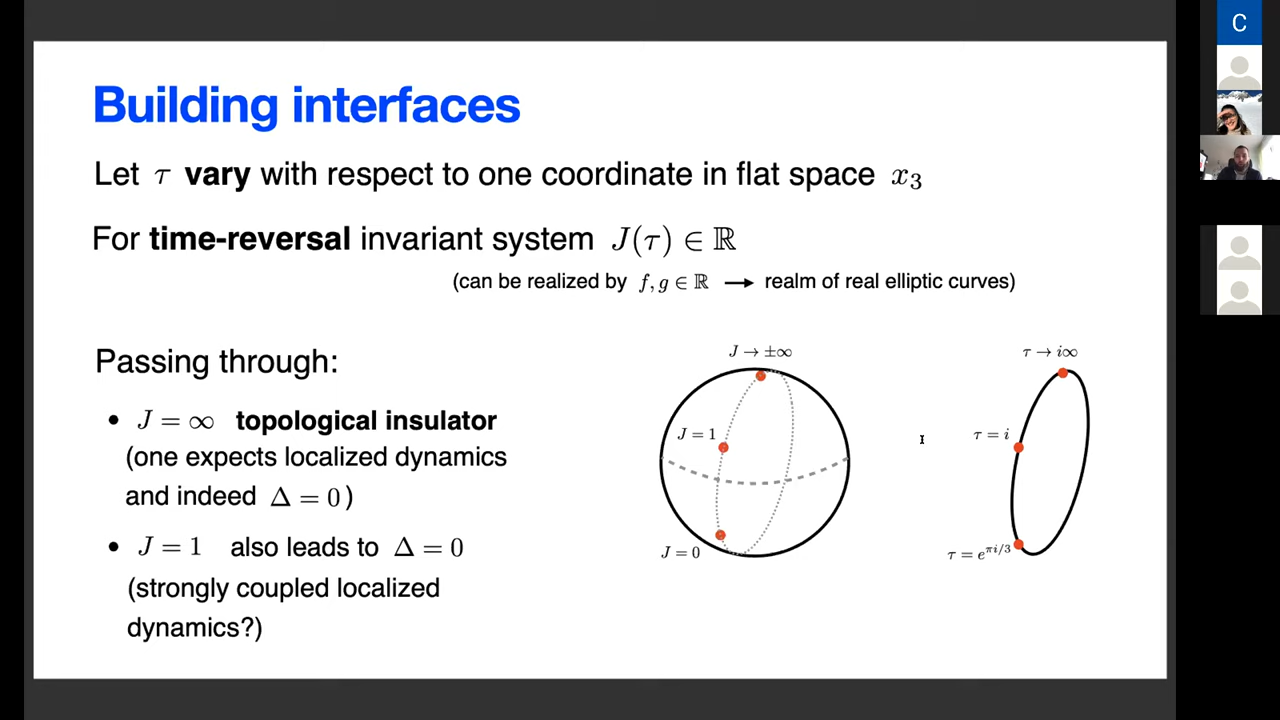 Building interfaces
Let τ vary with respect to one coordinate in flat space x₃
For time-reversal invariant system J(τ) ∈ ℝ
(can be realized by f, g ∈ ℝ → realm of real elliptic curves)
Passing through:
• J = ∞ topological insulator
(one expects localized dynamics
and indeed Δ = 0)
• J = 1 also leads to Δ = 0
(strongly coupled localized
dynamics?)
J → ±∞
J = 1
J = 0
τ → i∞
τ = i
τ = e^{πi/3}
C